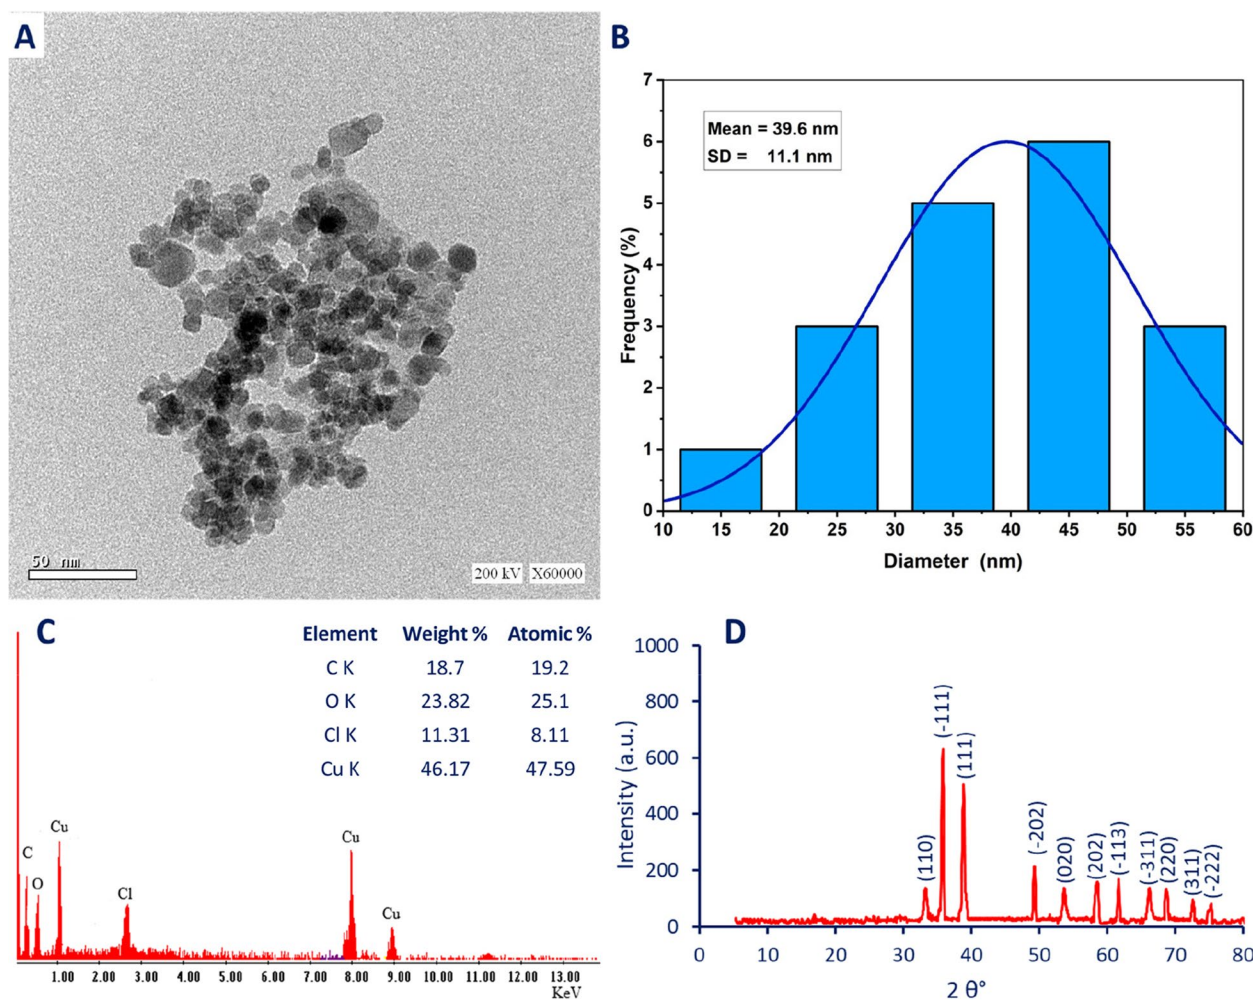 A
50 nm
200 kV X60000
B
7
6
5
4
3
2
1
0
Mean = 39.6 nm
SD = 11.1 nm
Frequency (%)
10 15 20 25 30 35 40 45 50 55 60
Diameter (nm)
C
Element Weight % Atomic %
C K 18.7 19.2
O K 23.82 25.1
Cl K 11.31 8.11
Cu K 46.17 47.59
C
O
Cu
Cl
Cu
Cu
1.00 2.00 3.00 4.00 5.00 6.00 7.00 8.00 9.00 10.00 11.00 12.00 13.00
KeV
D
1000
800
600
400
200
0
Intensity (a.u.)
(110)
(-111)
(111)
(-202)
(020)
(202)
(-113)
(-311)
(220)
(311)
(-222)
0 10 20 30 40 50 60 70 80
2 θ°